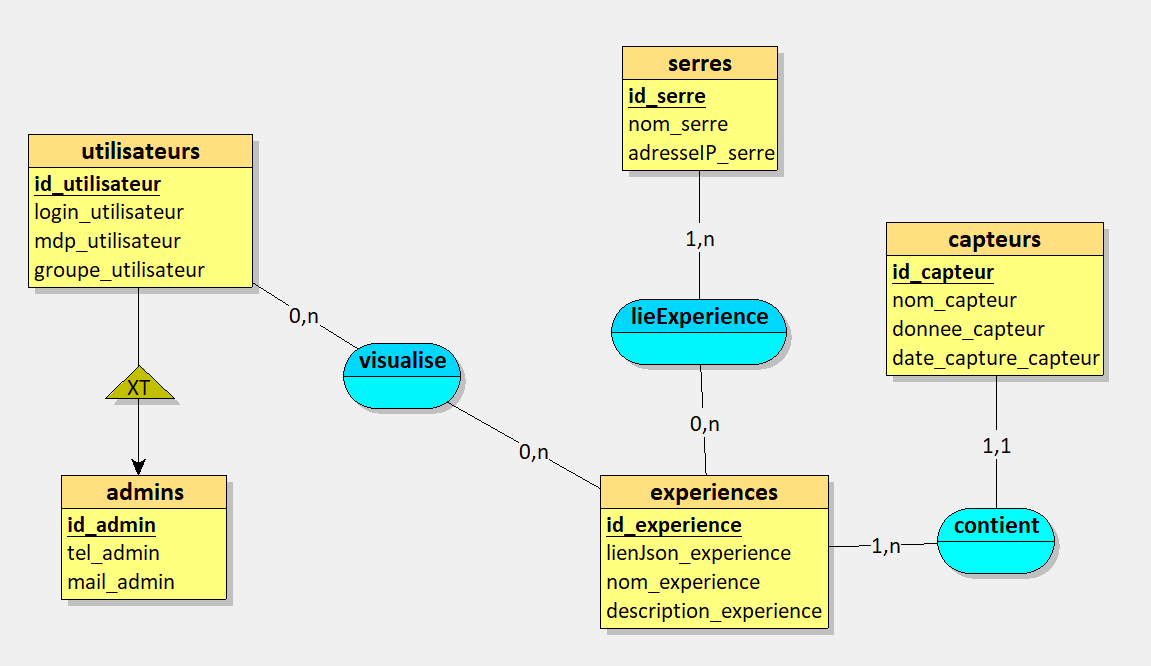 serres
id_serre
nom_serre
adresseIP_serre
utilisateurs
id_utilisateur
login_utilisateur
mdp_utilisateur
groupe_utilisateur
1,n
capteurs
id_capteur
nom_capteur
donnee_capteur
date_capture_capteur
0,n
lieExperience
visualise
XT
0,n
0,n
1,1
admins
id_admin
tel_admin
mail_admin
experiences
id_experience
lienJson_experience
nom_experience
description_experience
1,n
contient